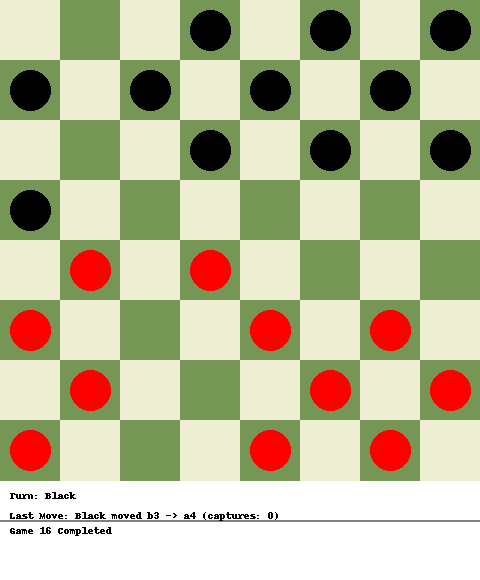 Turn: Black
Last Move: Black moved b3 -> a4 (captures: 0)
Game 16 Completed